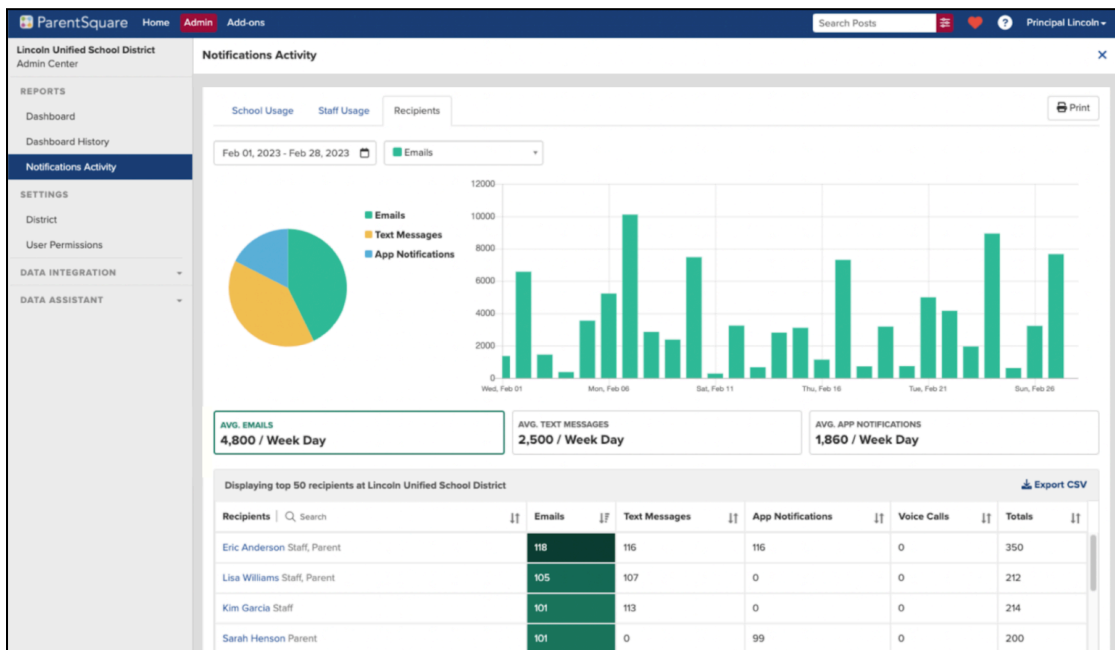 ParentSquare Home Admin Add-ons Search Posts ? Principal Lincoln
Lincoln Unified School District
Admin Center
REPORTS
Dashboard
Dashboard History
Notifications Activity
SETTINGS
District
User Permissions
DATA INTEGRATION
DATA ASSISTANT
Notifications Activity
School Usage Staff Usage Recipients Print
Feb 01, 2023 - Feb 28, 2023 Emails
Emails
Text Messages
App Notifications
12000
10000
8000
6000
4000
2000
0
Wed, Feb 01 Mon, Feb 06 Sat, Feb 11 Thu, Feb 16 Tue, Feb 21 Sun, Feb 26
AVG. EMAILS
4,800 / Week Day
AVG. TEXT MESSAGES
2,500 / Week Day
AVG. APP NOTIFICATIONS
1,860 / Week Day
Displaying top 50 recipients at Lincoln Unified School District Export CSV
Recipients Search Emails Text Messages App Notifications Voice Calls Totals
Eric Anderson Staff, Parent 118 116 116 0 350
Lisa Williams Staff, Parent 105 107 0 0 212
Kim Garcia Staff 101 113 0 0 214
Sarah Henson Parent 101 0 99 0 200